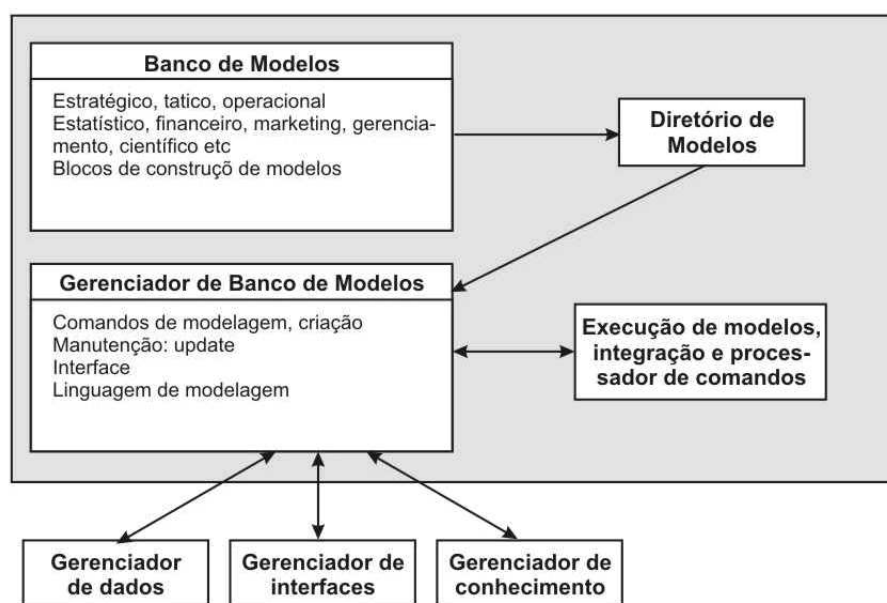 Banco de Modelos
Estratégico, tatico, operacional
Estatístico, financeiro, marketing, gerencia-
mento, científico etc
Blocos de construçõ de modelos
Diretório de
Modelos
Gerenciador de Banco de Modelos
Comandos de modelagem, criação
Manutenção: update
Interface
Linguagem de modelagem
Execução de modelos,
integração e proces-
sador de comandos
Gerenciador
de dados
Gerenciador de
interfaces
Gerenciador de
conhecimento